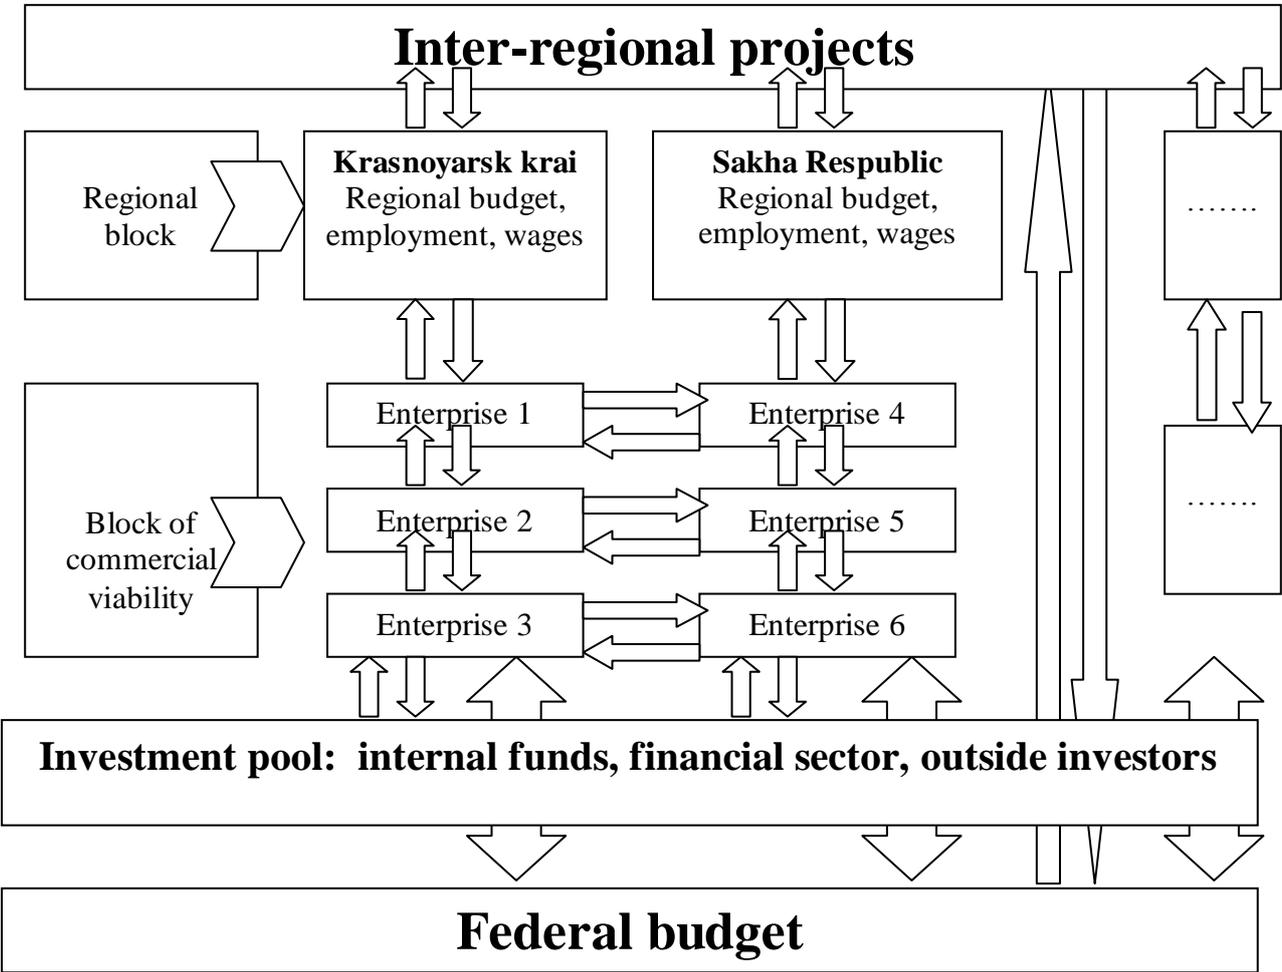 Inter-regional projects
Regional
block
Krasnoyarsk krai
Regional budget,
employment, wages
Sakha Respublic
Regional budget,
employment, wages
.......
Block of
commercial
viability
Enterprise 1
Enterprise 4
Enterprise 2
Enterprise 5
Enterprise 3
Enterprise 6
.......
Investment pool:  internal funds, financial sector, outside investors
Federal budget